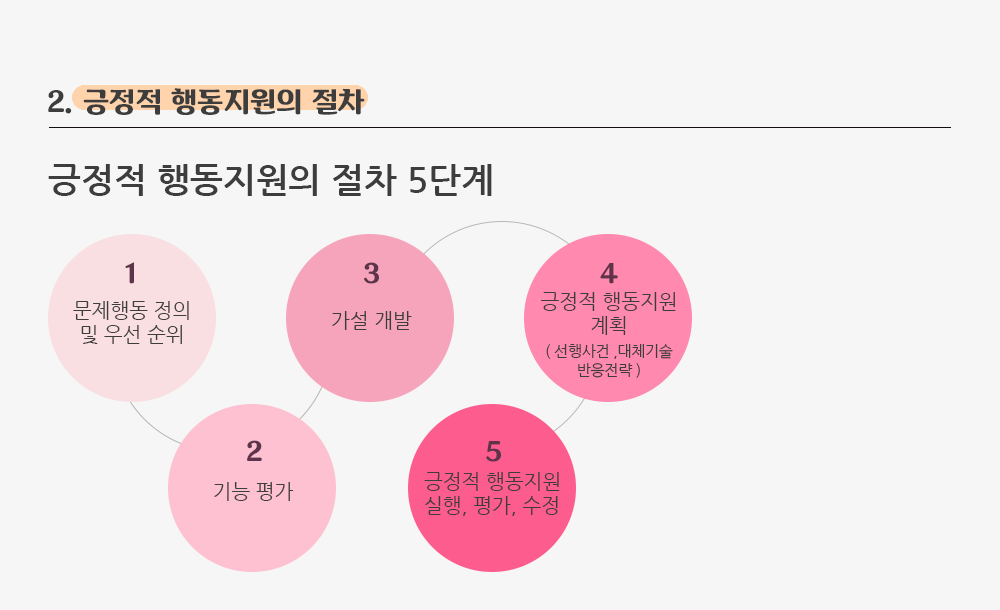 2. 긍정적 행동지원의 절차
긍정적 행동지원의 절차 5단계
1
문제행동 정의
및 우선 순위
2
기능 평가
3
가설 개발
4
긍정적 행동지원
계획
( 선행사건 ,대체기술
반응전략 )
5
긍정적 행동지원
실행, 평가, 수정